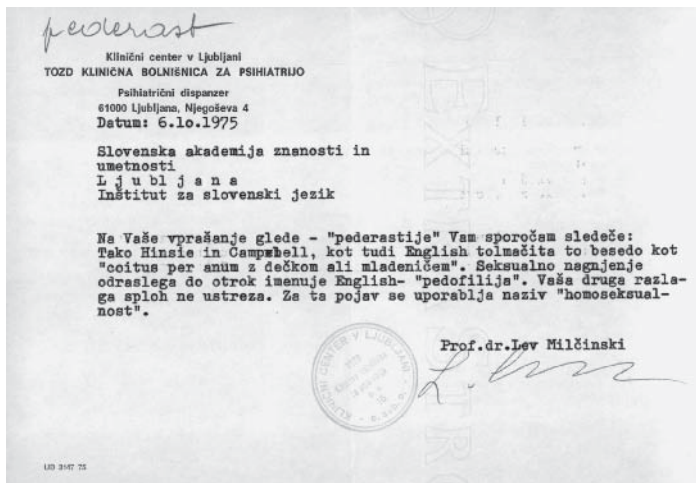 pederast
Klinični center v Ljubljani
TOZD KLINIČNA BOLNIŠNICA ZA PSIHIATRIJO
Psihiatrični dispanzer
61000 Ljubljana, Njegoševa 4
Datum: 6.lo.1975
Slovenska akademija znanosti in
umetnosti
L j u b l j a n a
Inštitut za slovenski jezik
Na Vaše vprašanje glede - "pederastije" Vam sporočam sledeče:
Tako Hinsie in Campbell, kot tudi English tolmačita to besedo kot
"coitus per anum z dečkom ali mladeničem". Seksualno nagnjenje
odraslega do otrok imenuje English- "pedofilija". Vaša druga razla-
ga sploh ne ustreza. Za ta pojav se uporablja naziv "homoseksual-
nost".
Prof.dr.Lev Milčinski
KLINIČNI CENTER V LJUBLJANI